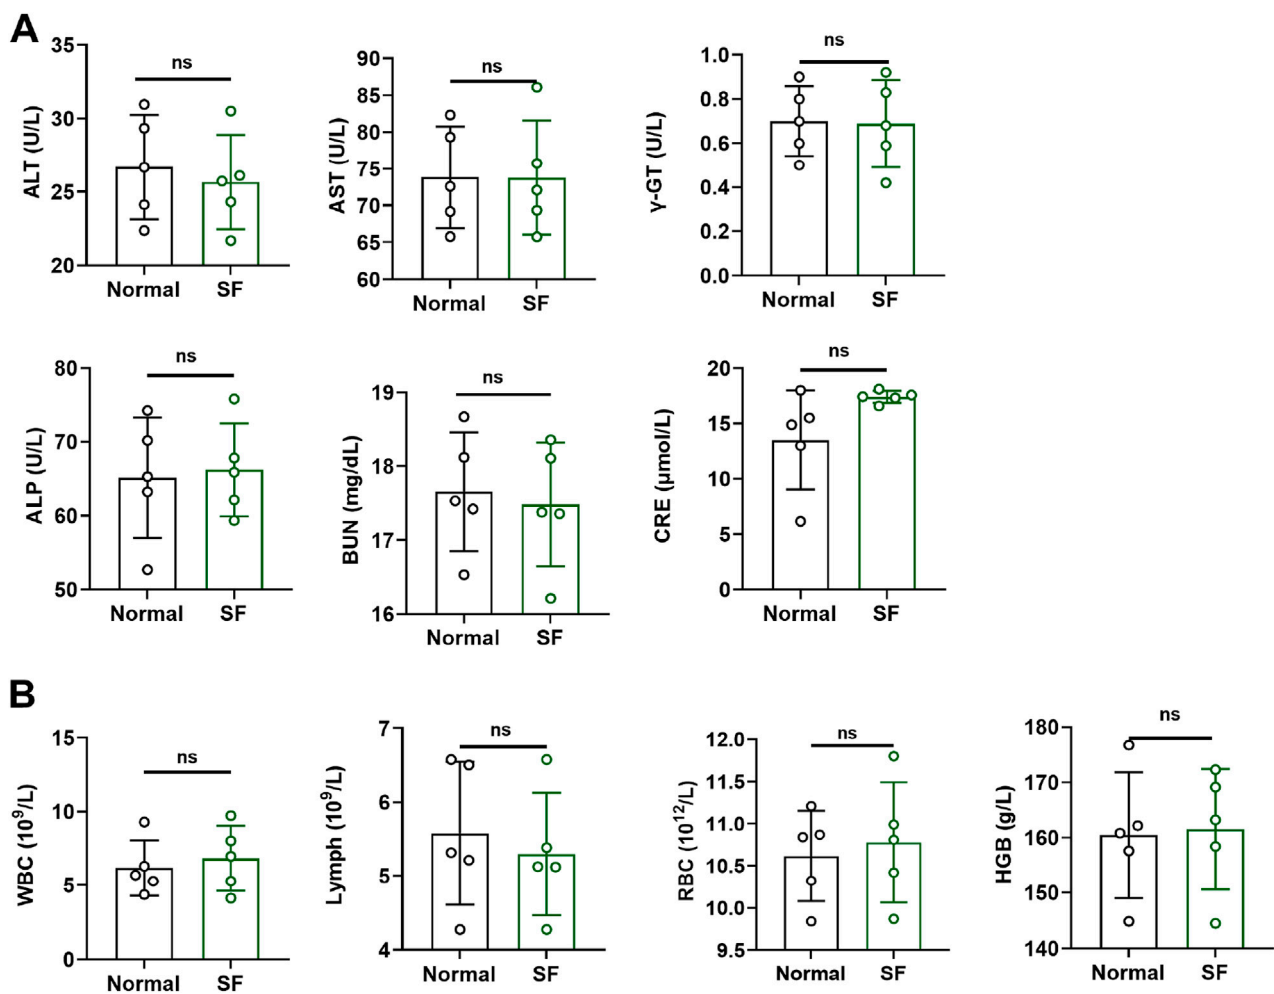 A
35
30
25
20
ALT (U/L)
ns
Normal SF
90
85
80
75
70
65
60
AST (U/L)
ns
Normal SF
1.0
0.8
0.6
0.4
0.2
0.0
γ-GT (U/L)
ns
Normal SF
80
70
60
50
ALP (U/L)
ns
Normal SF
19
18
17
16
BUN (mg/dL)
ns
Normal SF
20
15
10
5
0
CRE (μmol/L)
ns
Normal SF
B
15
10
5
0
WBC (10⁹/L)
ns
Normal SF
7
6
5
4
Lymph (10⁹/L)
ns
Normal SF
12.0
11.5
11.0
10.5
10.0
9.5
RBC (10¹²/L)
ns
Normal SF
180
170
160
150
140
HGB (g/L)
ns
Normal SF